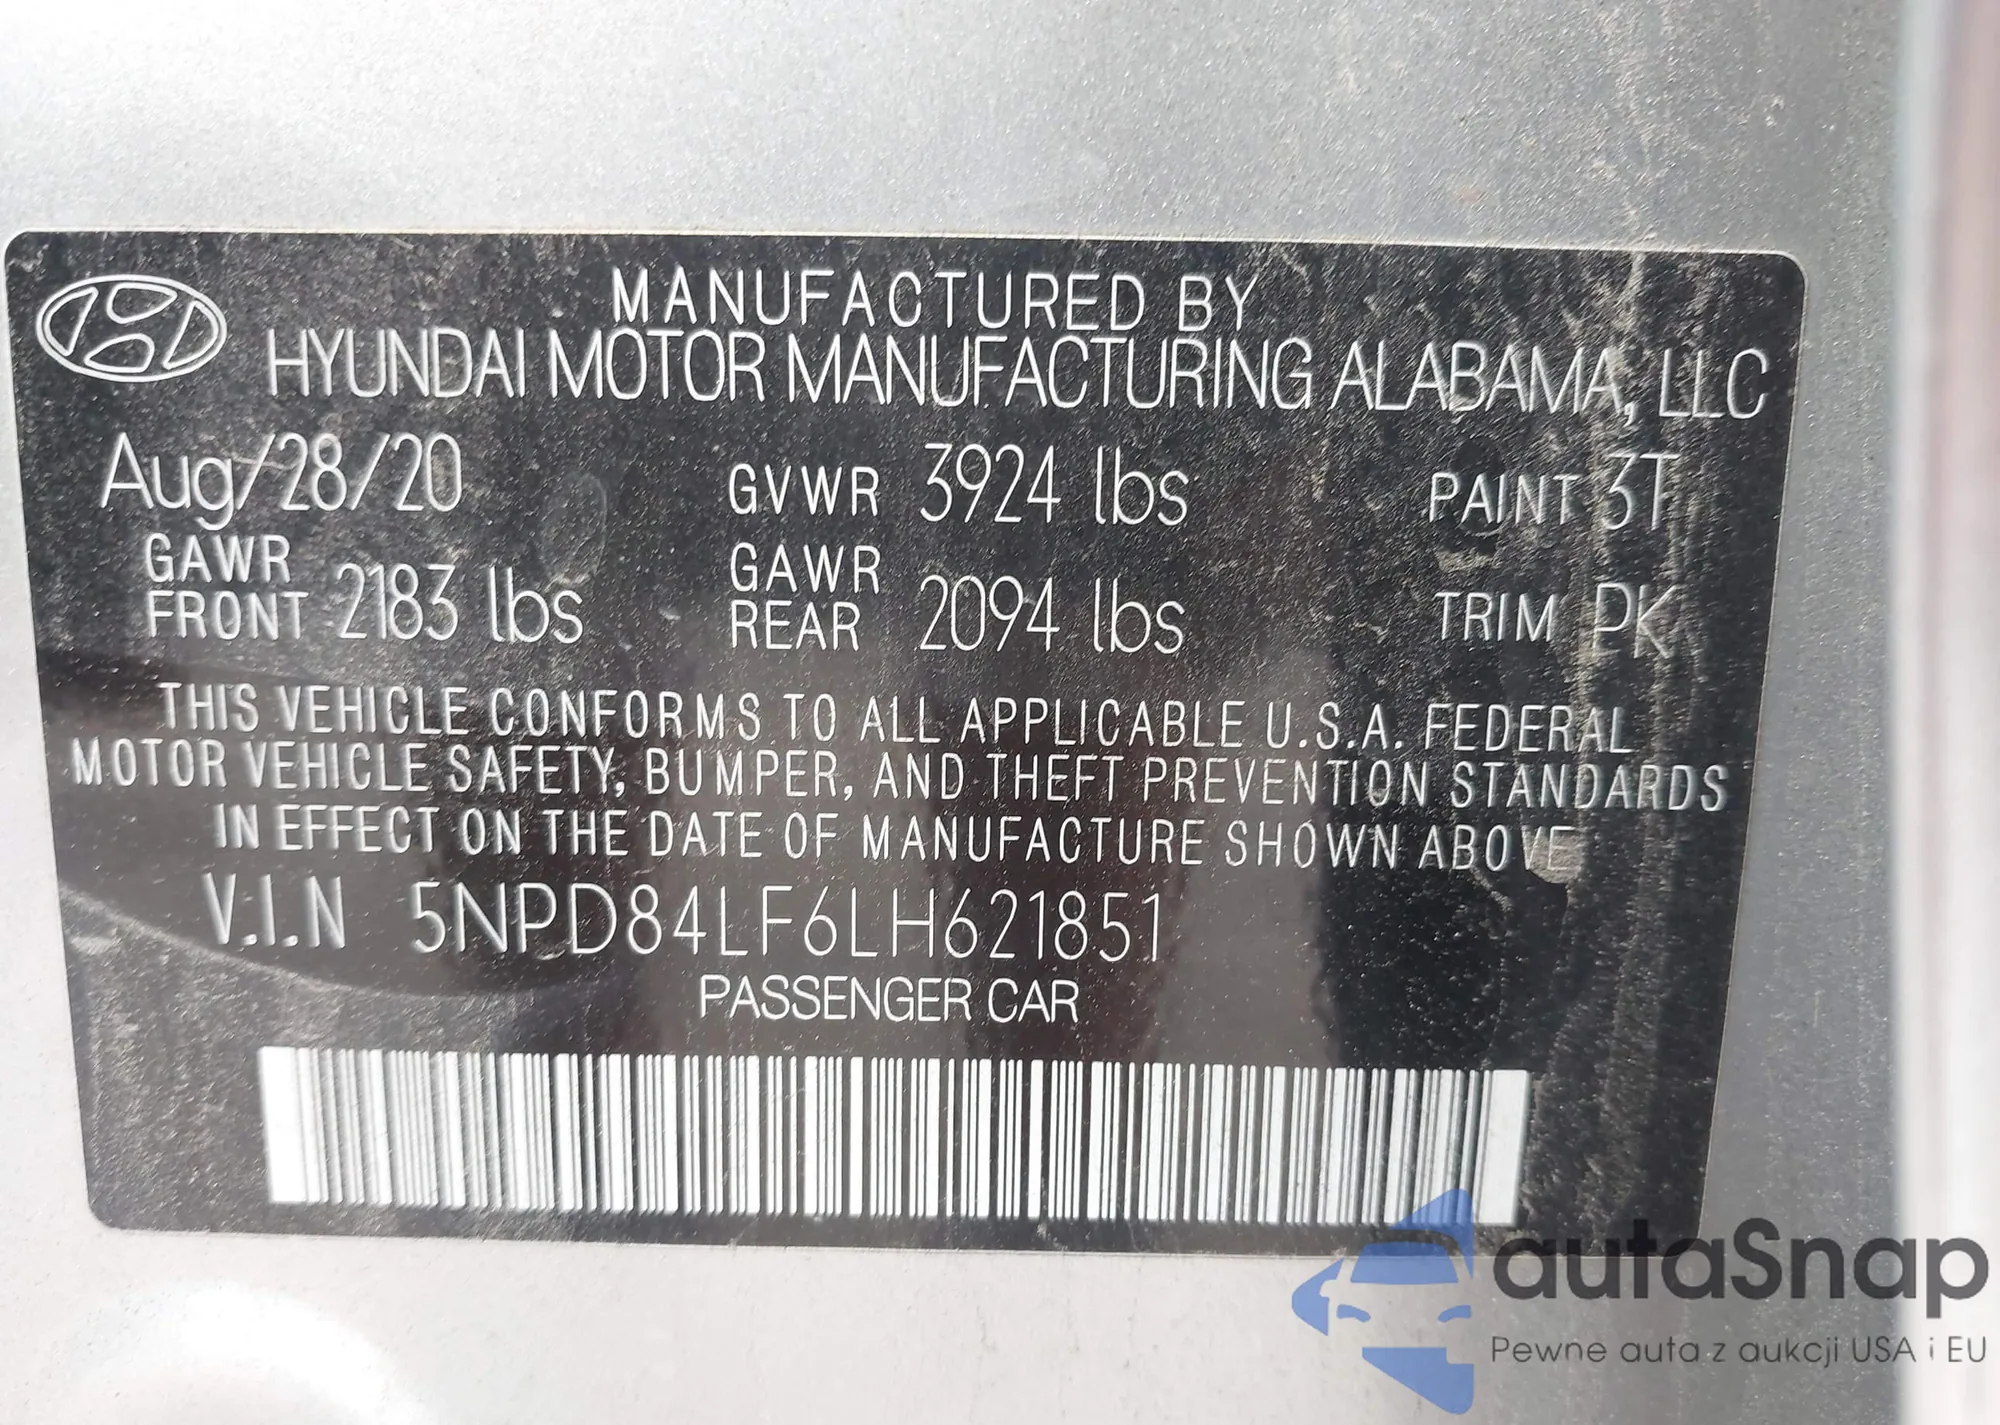 MANUFACTURED BY
HYUNDAI MOTOR MANUFACTURING ALABAMA, LLC
Aug/28/20 GVWR 3924 lbs PAINT 3T
GAWR FRONT 2183 lbs GAWR REAR 2094 lbs TRIM PK
THIS VEHICLE CONFORMS TO ALL APPLICABLE U.S.A. FEDERAL
MOTOR VEHICLE SAFETY, BUMPER, AND THEFT PREVENTION STANDARDS
IN EFFECT ON THE DATE OF MANUFACTURE SHOWN ABOVE
V.I.N 5NPD84LF6LH621851
PASSENGER CAR
autaSnap
Pewne auta z aukcji USA i EU